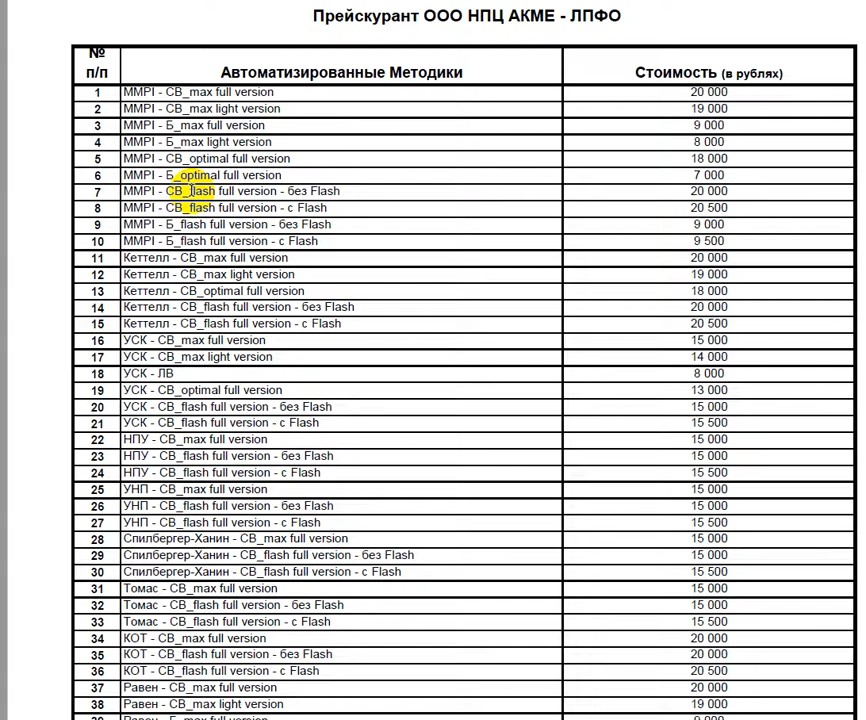 Прейскурант ООО НПЦ АКМЕ - ЛПФО
№ п/п Автоматизированные Методики Стоимость (в рублях)
1 MMPI - СВ_max full version 20 000
2 MMPI - СВ_max light version 19 000
3 MMPI - Б_max full version 9 000
4 MMPI - Б_max light version 8 000
5 MMPI - СВ_optimal full version 18 000
6 MMPI - Б_optimal full version 7 000
7 MMPI - СВ_flash full version - без Flash 20 000
8 MMPI - СВ_flash full version - с Flash 20 500
9 MMPI - Б_flash full version - без Flash 9 000
10 MMPI - Б_flash full version - с Flash 9 500
11 Кеттелл - СВ_max full version 20 000
12 Кеттелл - СВ_max light version 19 000
13 Кеттелл - СВ_optimal full version 18 000
14 Кеттелл - СВ_flash full version - без Flash 20 000
15 Кеттелл - СВ_flash full version - с Flash 20 500
16 УСК - СВ_max full version 15 000
17 УСК - СВ_max light version 14 000
18 УСК - ЛВ 8 000
19 УСК - СВ_optimal full version 13 000
20 УСК - СВ_flash full version - без Flash 15 000
21 УСК - СВ_flash full version - с Flash 15 500
22 НПУ - СВ_max full version 15 000
23 НПУ - СВ_flash full version - без Flash 15 000
24 НПУ - СВ_flash full version - с Flash 15 500
25 УНП - СВ_max full version 15 000
26 УНП - СВ_flash full version - без Flash 15 000
27 УНП - СВ_flash full version - с Flash 15 500
28 Спилбергер-Ханин - СВ_max full version 15 000
29 Спилбергер-Ханин - СВ_flash full version - без Flash 15 000
30 Спилбергер-Ханин - СВ_flash full version - с Flash 15 500
31 Томас - СВ_max full version 15 000
32 Томас - СВ_flash full version - без Flash 15 000
33 Томас - СВ_flash full version - с Flash 15 500
34 КОТ - СВ_max full version 20 000
35 КОТ - СВ_flash full version - без Flash 20 000
36 КОТ - СВ_flash full version - с Flash 20 500
37 Равен - СВ_max full version 20 000
38 Равен - СВ_max light version 19 000
39 Равен - Б_max full version 9 000